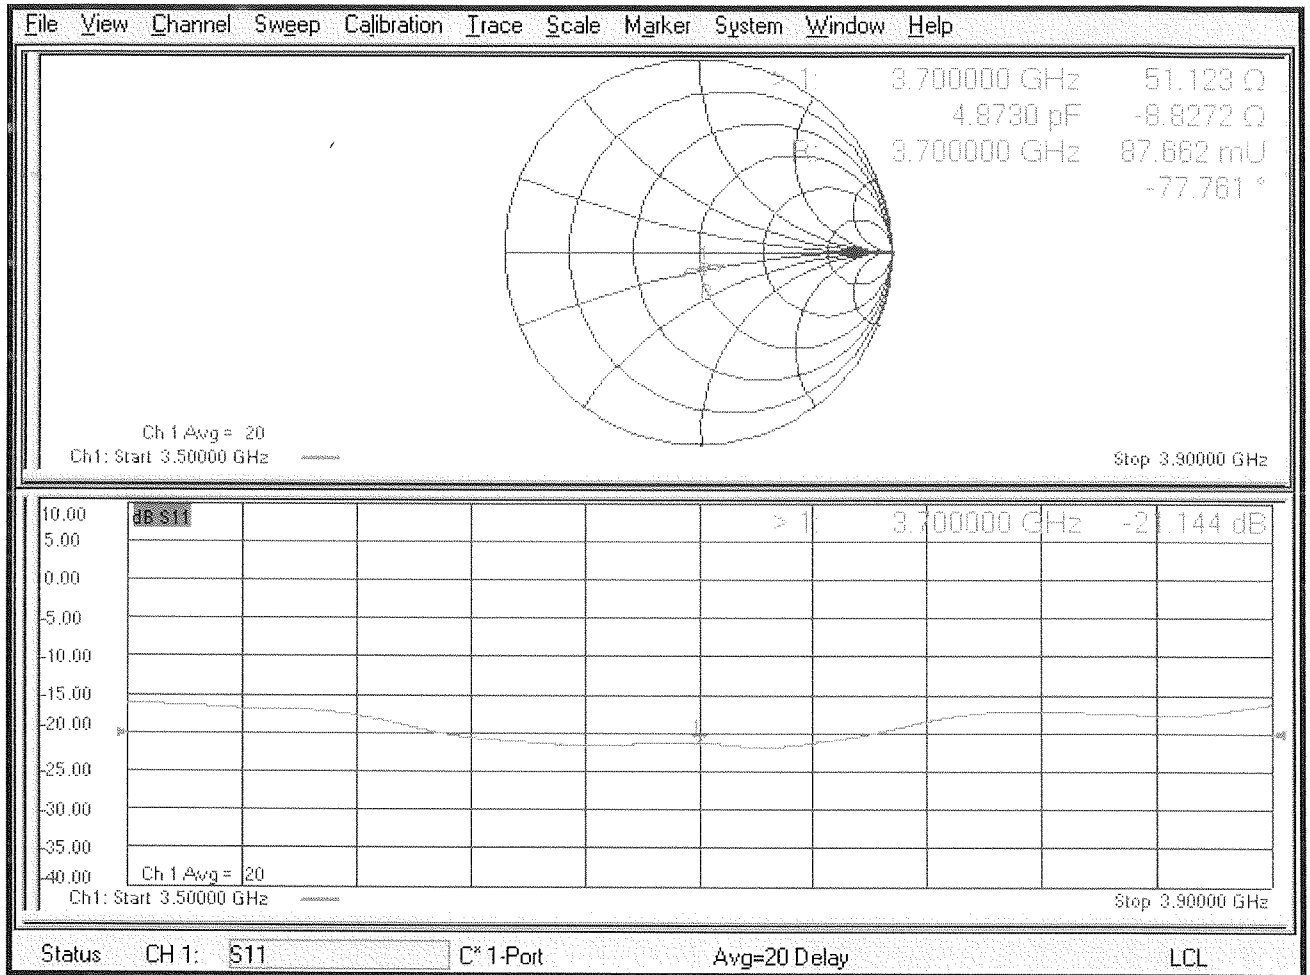 File View Channel Sweep Calibration Trace Scale Marker System Window Help
> 1: 3.700000 GHz 51.123 Ω
4.8730 pF -8.8272 Ω
R: 3.700000 GHz 87.662 mU
-77.761 °
Ch 1 Avg = 20
Ch1: Start 3.50000 GHz
Stop 3.90000 GHz
10.00
dB S11
> 1: 3.700000 GHz -21.144 dB
5.00
0.00
-5.00
-10.00
-15.00
-20.00
-25.00
-30.00
-35.00
-40.00
Ch 1 Avg = 20
Ch1: Start 3.50000 GHz
Stop 3.90000 GHz
Status CH 1: S11 C* 1-Port Avg=20 Delay LCL